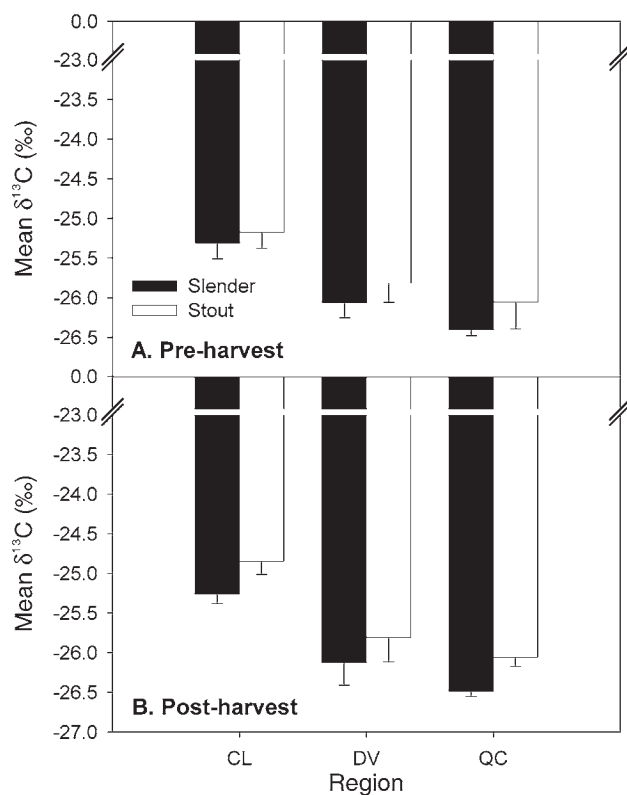 0.0
-23.0
-23.5
-24.0
-24.5
-25.0
-25.5
-26.0
-26.5
Mean δ¹³C (‰)
Slender
Stout
A. Pre-harvest
0.0
-23.0
-23.5
-24.0
-24.5
-25.0
-25.5
-26.0
-26.5
-27.0
Mean δ¹³C (‰)
B. Post-harvest
CL DV QC
Region